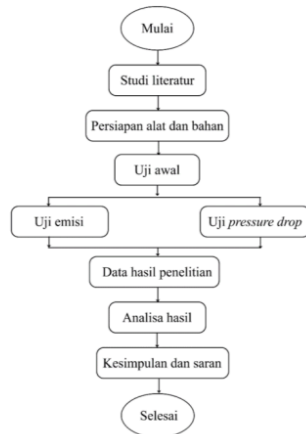 Mulai
Studi literatur
Persiapan alat dan bahan
Uji awal
Uji emisi
Uji pressure drop
Data hasil penelitian
Analisa hasil
Kesimpulan dan saran
Selesai